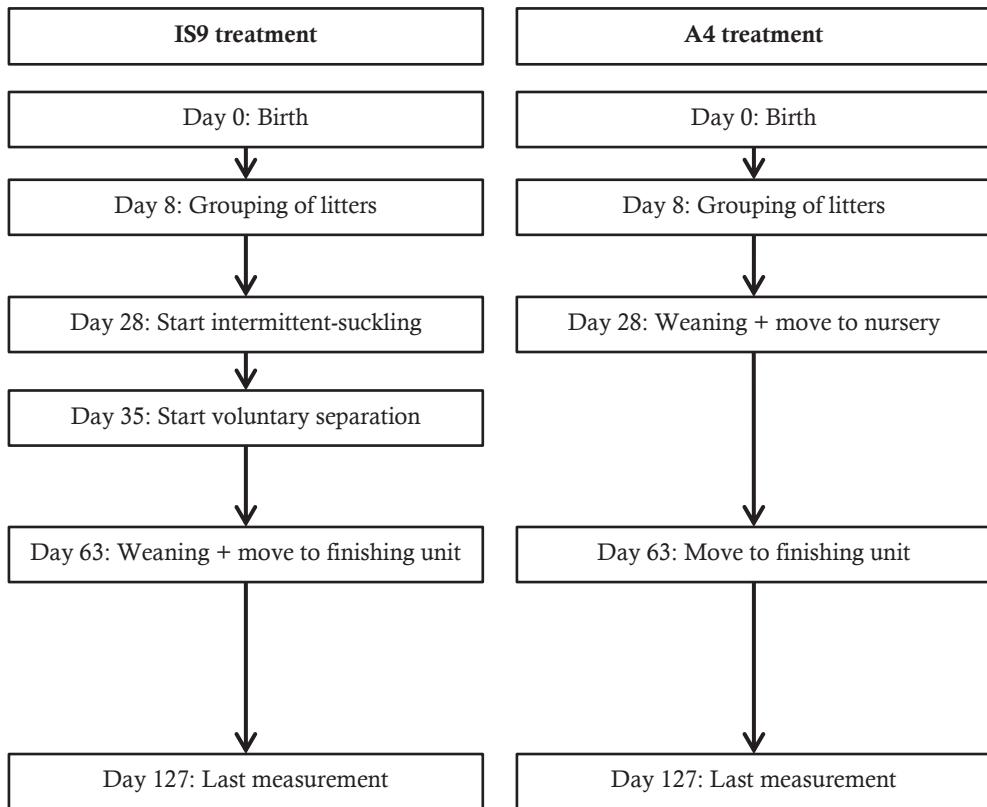 IS9 treatment
Day 0: Birth
Day 8: Grouping of litters
Day 28: Start intermittent-suckling
Day 35: Start voluntary separation
Day 63: Weaning + move to finishing unit
Day 127: Last measurement
A4 treatment
Day 0: Birth
Day 8: Grouping of litters
Day 28: Weaning + move to nursery
Day 63: Move to finishing unit
Day 127: Last measurement